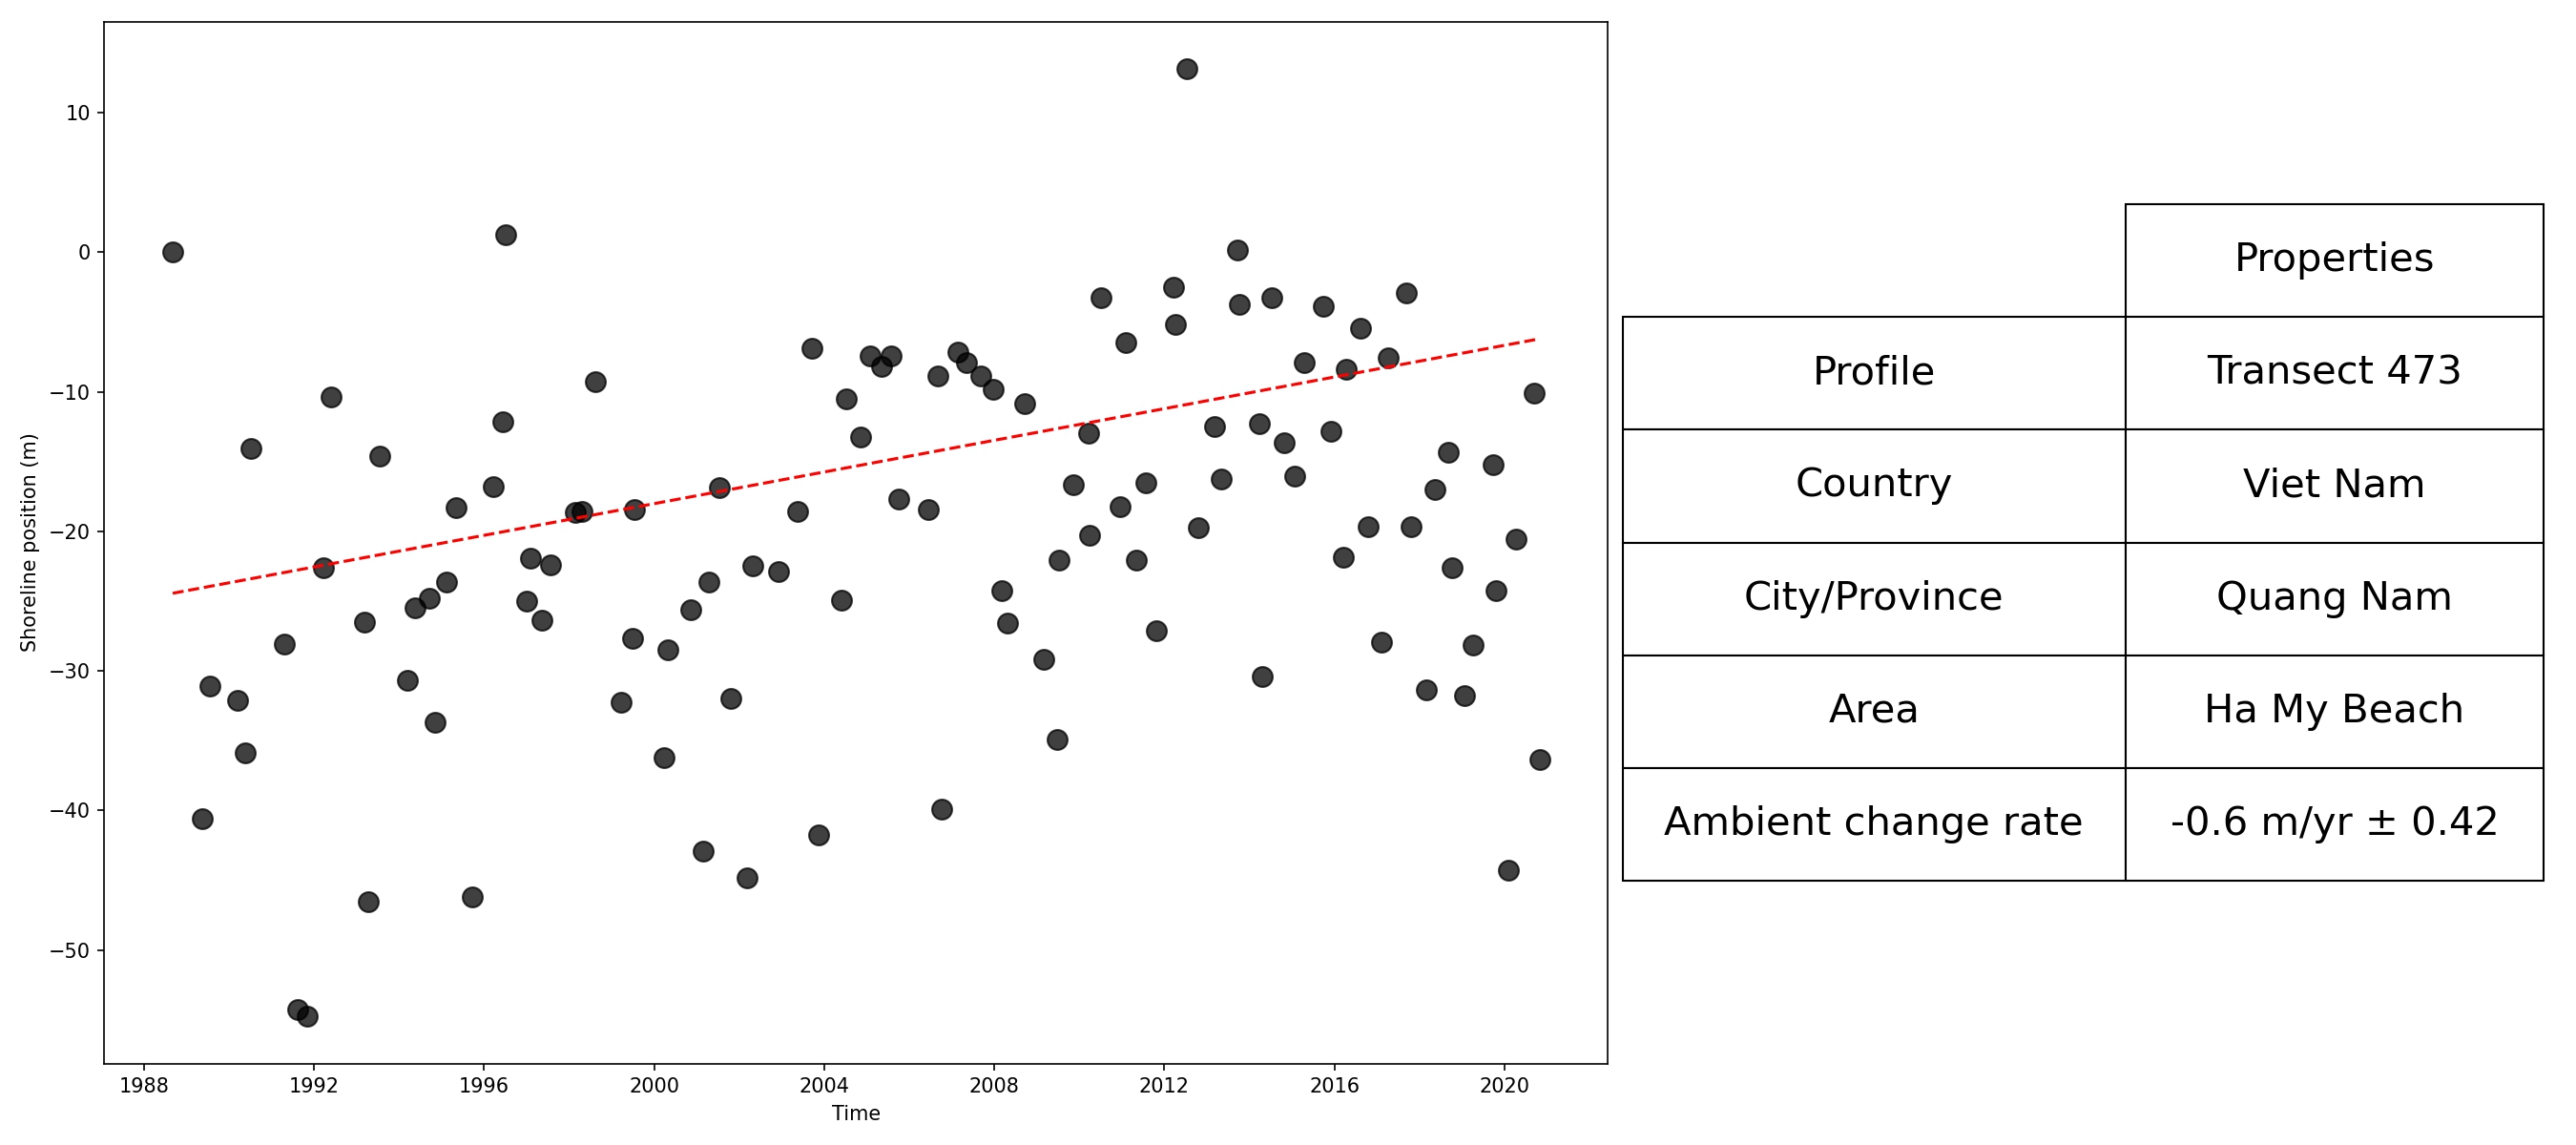 10
0
−10
−20
−30
−40
−50
Shoreline position (m)
1988 1992 1996 2000 2004 2008 2012 2016 2020
Time
Properties
Profile Transect 473
Country Viet Nam
City/Province Quang Nam
Area Ha My Beach
Ambient change rate -0.6 m/yr ± 0.42